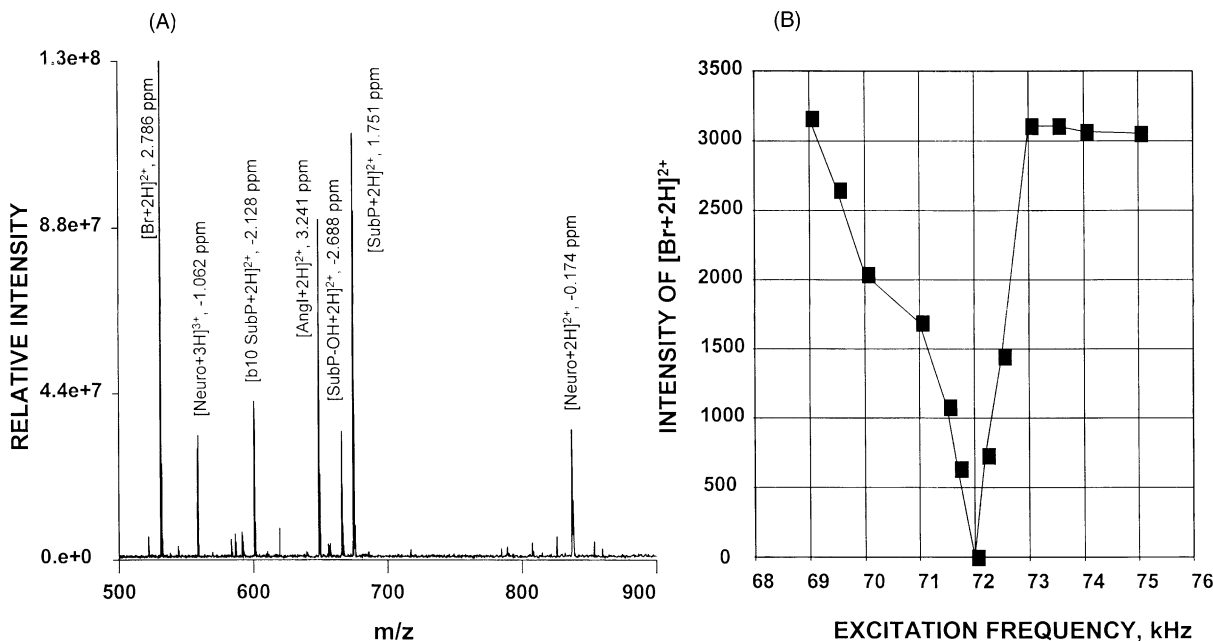 (A)
RELATIVE INTENSITY
1.3e+8
8.8e+7
4.4e+7
0.e+0
[Br+2H]²⁺, 2.786 ppm
[Neuro+3H]³⁺, -1.062 ppm
[b10 SubP+2H]²⁺, -2.128 ppm
[AngI+2H]²⁺, 3.241 ppm
[SubP-OH+2H]²⁺, -2.688 ppm
[SubP+2H]²⁺, 1.751 ppm
[Neuro+2H]²⁺, -0.174 ppm
500 600 700 800 900
m/z
(B)
INTENSITY OF [Br+2H]²⁺
3500
3000
2500
2000
1500
1000
500
0
68 69 70 71 72 73 74 75 76
EXCITATION FREQUENCY, kHz